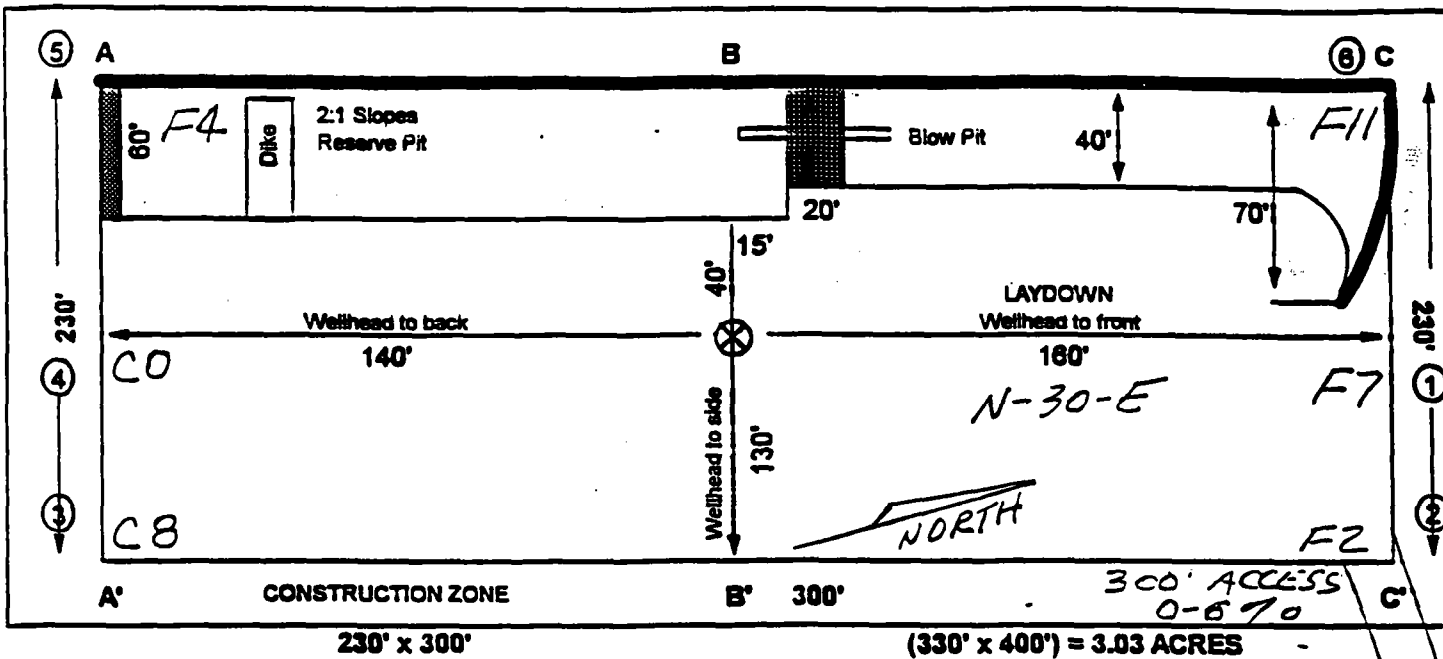 ⑤ A B ⑥ C
F4 2:1 Slopes
Reserve Pit
60'
Dike
Blow Pit
40'
F11
20'
70'
15'
40'
230'
LAYDOWN
Wellhead to back
Wellhead to front
140'
160'
230'
④ C0
N-30-E
F7 ①
Wellhead to side
130'
③ C8
NORTH
F2 ②
A' CONSTRUCTION ZONE B' 300'
300' ACCESS
0-6%
C'
230' x 300' (330' x 400') = 3.03 ACRES